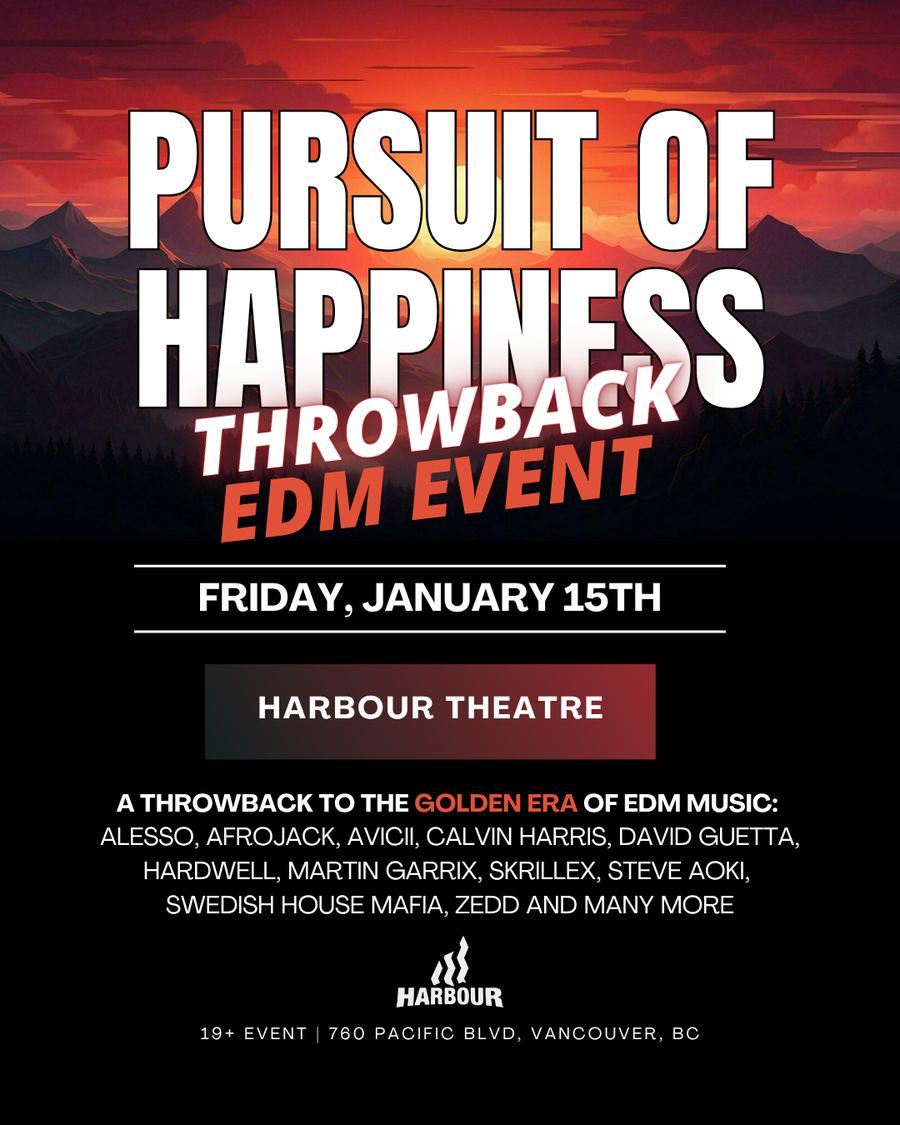 PURSUIT OF
HAPPINESS
THROWBACK
EDM EVENT
FRIDAY, JANUARY 15TH
HARBOUR THEATRE
A THROWBACK TO THE GOLDEN ERA OF EDM MUSIC:
ALESSO, AFROJACK, AVICII, CALVIN HARRIS, DAVID GUETTA,
HARDWELL, MARTIN GARRIX, SKRILLEX, STEVE AOKI,
SWEDISH HOUSE MAFIA, ZEDD AND MANY MORE
HARBOUR
19+ EVENT | 760 PACIFIC BLVD, VANCOUVER, BC